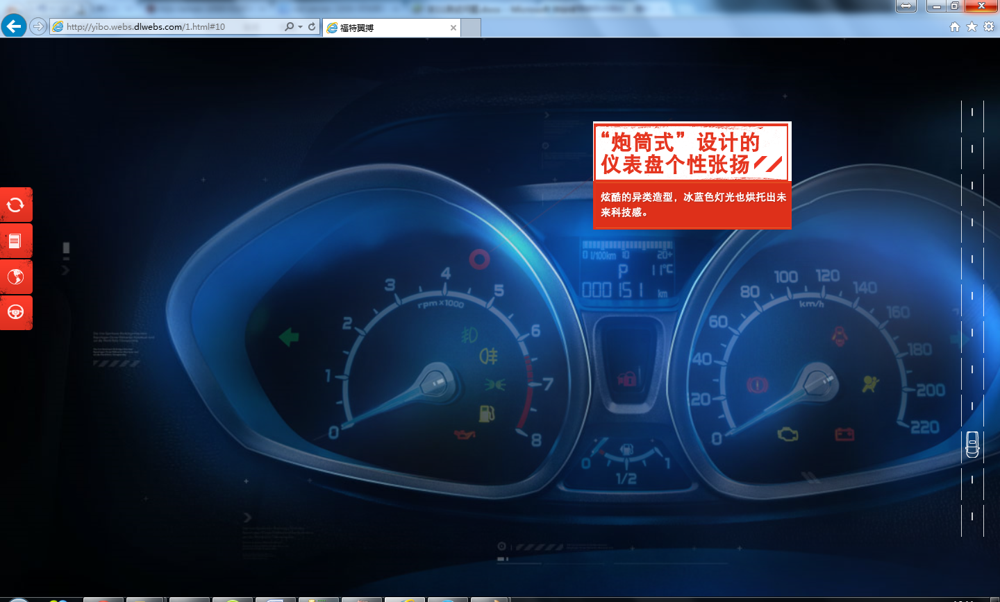 http://yibo.webs.dlwebs.com/1.html#10
福特翼搏
“炮筒式”设计的
仪表盘个性张扬
炫酷的异类造型，冰蓝色灯光也烘托出未
来科技感。
0 1/100km 10 20+
P 11°C
000151 km
0
1
2
3
4
5
6
7
8
rpm×1000
0
20
40
60
80
100
120
140
160
180
200
220
km/h
0
1/2
1